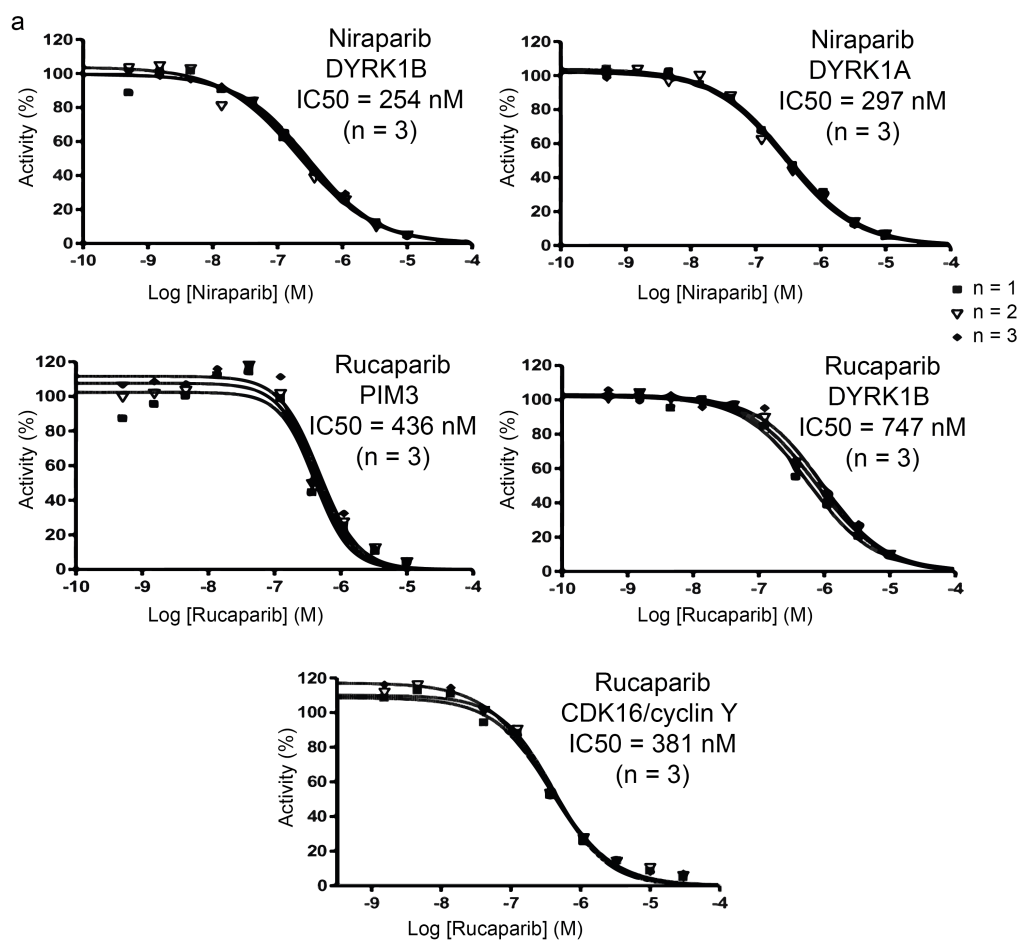 a
Niraparib
DYRK1B
IC50 = 254 nM
(n = 3)
120
100
80
60
40
20
0
Activity (%)
-10 -9 -8 -7 -6 -5 -4
Log [Niraparib] (M)
Niraparib
DYRK1A
IC50 = 297 nM
(n = 3)
120
100
80
60
40
20
0
Activity (%)
-10 -9 -8 -7 -6 -5 -4
Log [Niraparib] (M)
n = 1
n = 2
n = 3
Rucaparib
PIM3
IC50 = 436 nM
(n = 3)
120
100
80
60
40
20
0
Activity (%)
-10 -9 -8 -7 -6 -5 -4
Log [Rucaparib] (M)
Rucaparib
DYRK1B
IC50 = 747 nM
(n = 3)
120
100
80
60
40
20
0
Activity (%)
-10 -9 -8 -7 -6 -5 -4
Log [Rucaparib] (M)
Rucaparib
CDK16/cyclin Y
IC50 = 381 nM
(n = 3)
120
100
80
60
40
20
0
Activity (%)
-9 -8 -7 -6 -5 -4
Log [Rucaparib] (M)